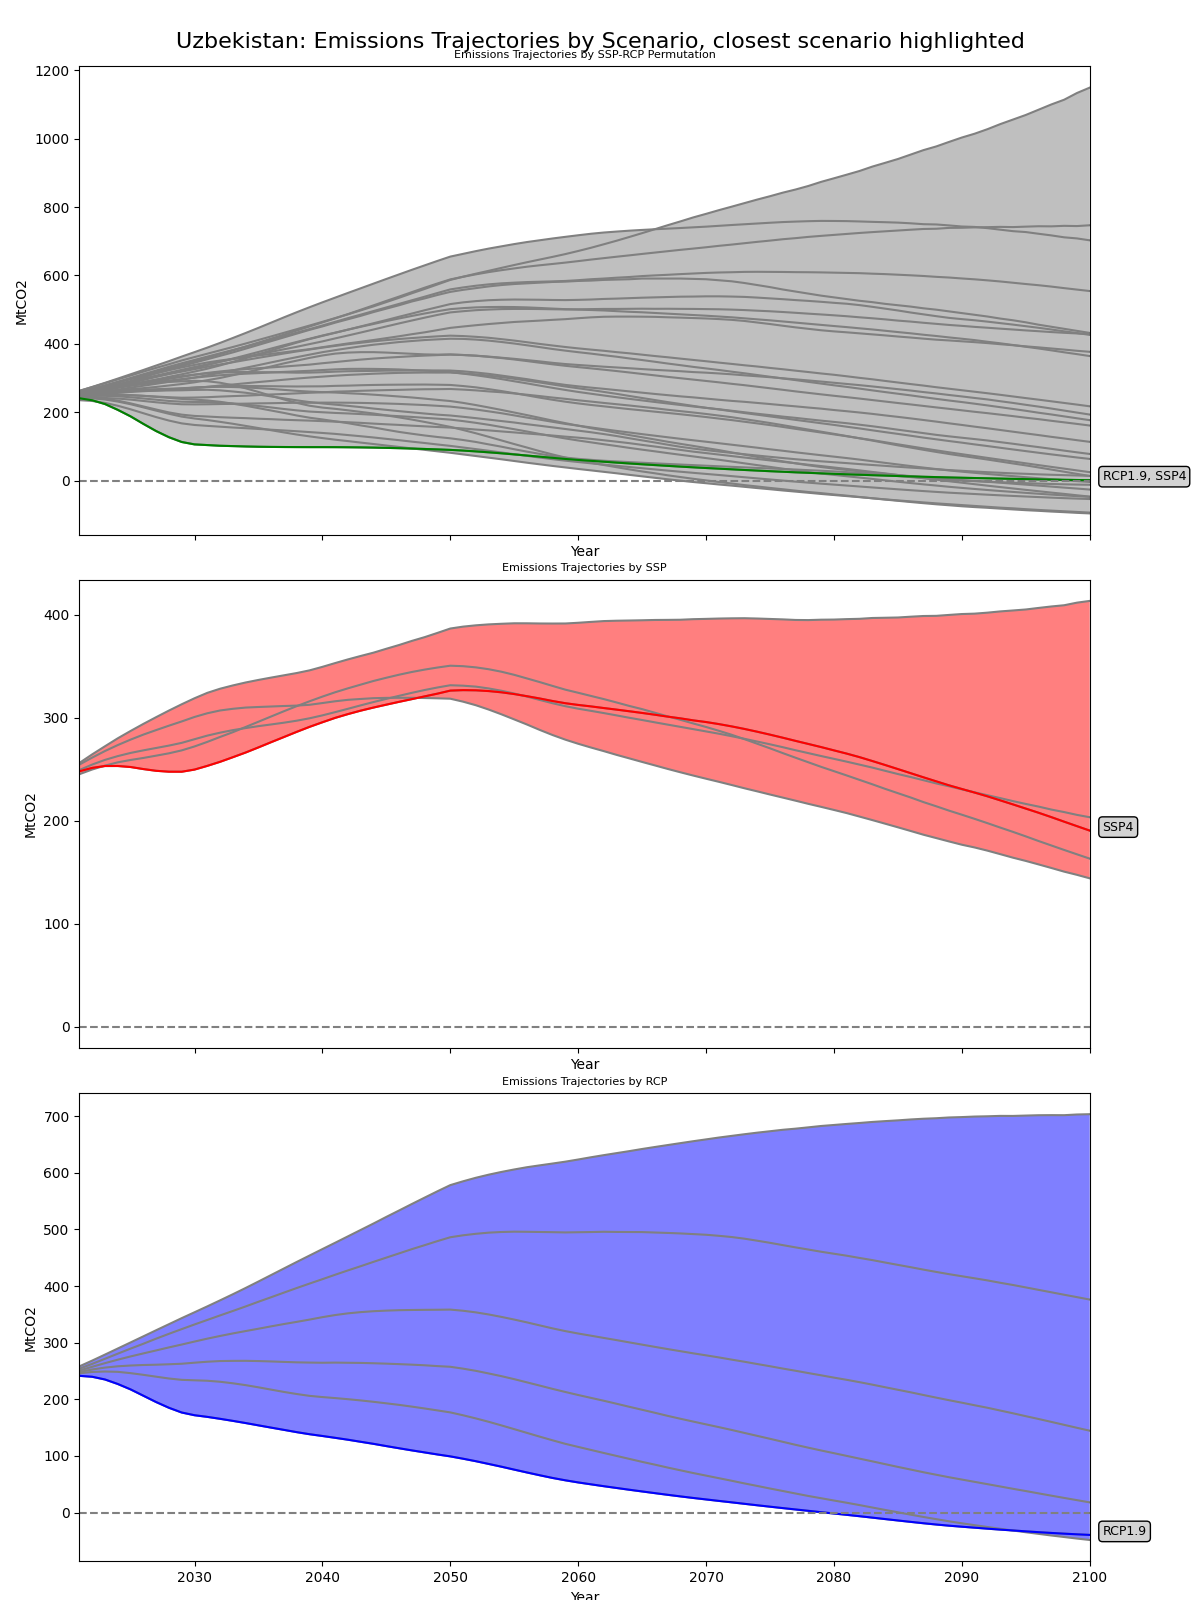 Uzbekistan: Emissions Trajectories by Scenario, closest scenario highlighted
Emissions Trajectories by SSP-RCP Permutation
1200
1000
800
600
400
200
0
MtCO2
RCP1.9, SSP4
Year
Emissions Trajectories by SSP
400
300
200
100
0
MtCO2
SSP4
Year
Emissions Trajectories by RCP
700
600
500
400
300
200
100
0
MtCO2
RCP1.9
2030 2040 2050 2060 2070 2080 2090 2100
Year